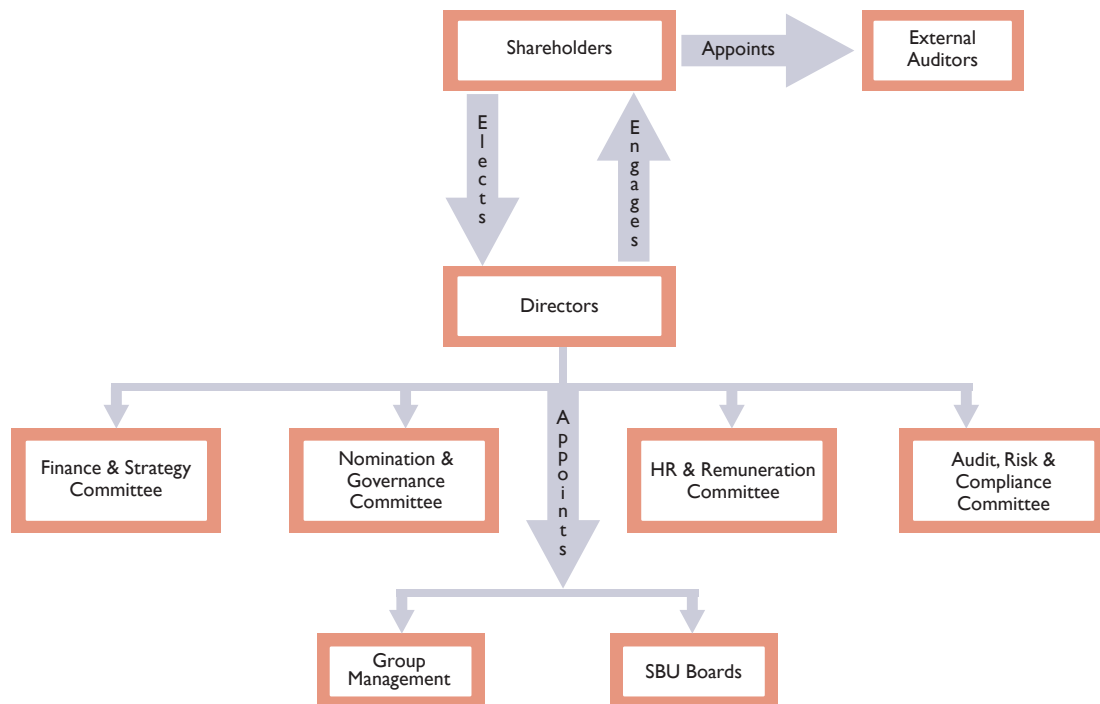 Shareholders
Appoints
External
Auditors
Elects
Engages
Directors
Appoints
Finance & Strategy
Committee
Nomination &
Governance
Committee
HR & Remuneration
Committee
Audit, Risk &
Compliance
Committee
Group
Management
SBU Boards